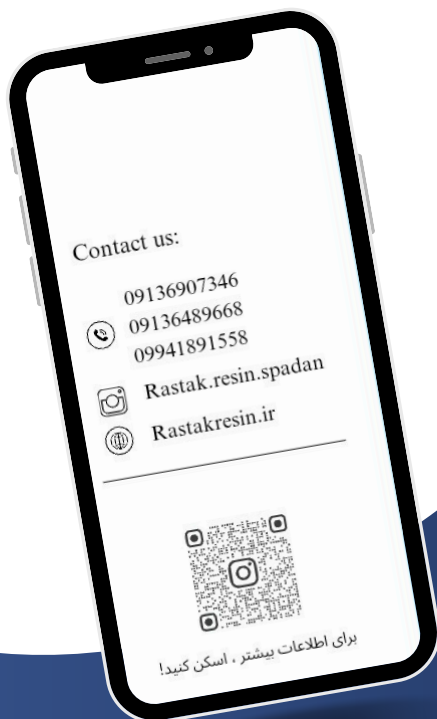 Contact us:
09136907346
09136489668
09941891558
Rastak.resin.spadan
Rastakresin.ir
برای اطلاعات بیشتر ، اسکن کنید!